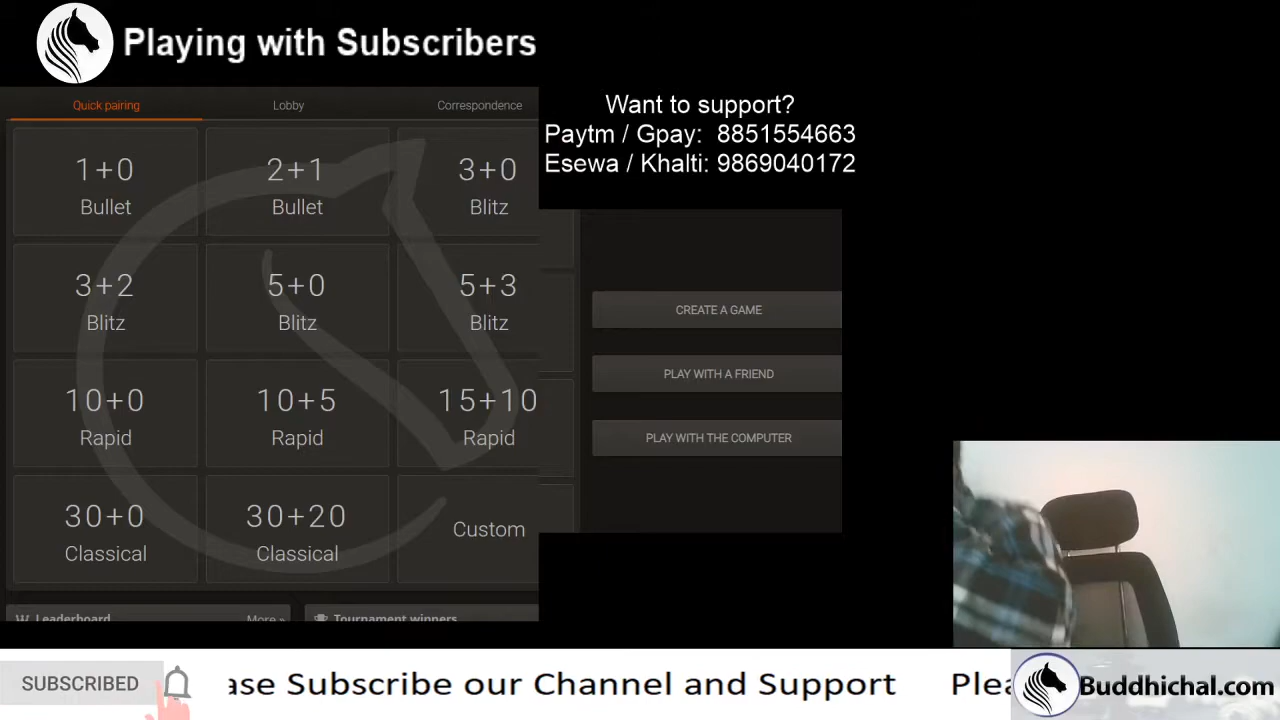 Playing with Subscribers
Want to support?
Paytm / Gpay: 8851554663
Esewa / Khalti: 9869040172
Quick pairing
Lobby
Correspondence
1+0
Bullet
2+1
Bullet
3+0
Blitz
3+2
Blitz
5+0
Blitz
5+3
Blitz
10+0
Rapid
10+5
Rapid
15+10
Rapid
30+0
Classical
30+20
Classical
Custom
CREATE A GAME
PLAY WITH A FRIEND
PLAY WITH THE COMPUTER
Leaderboard
More »
Tournament winners
SUBSCRIBED
ase Subscribe our Channel and Support Plea
Buddhichal.com